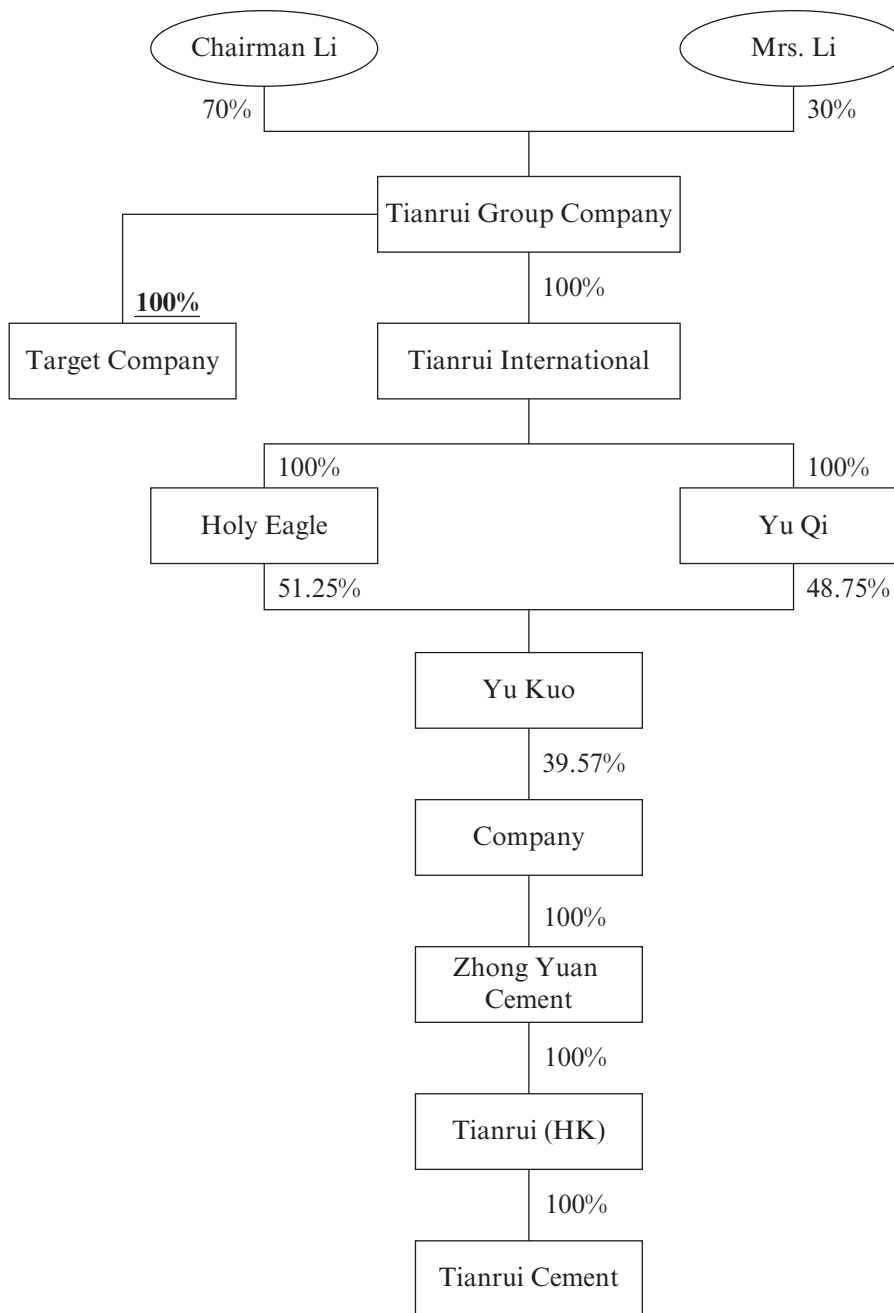 Chairman Li
Mrs. Li
70%
30%
Tianrui Group Company
100%
100%
Target Company
Tianrui International
100%
100%
Holy Eagle
Yu Qi
51.25%
48.75%
Yu Kuo
39.57%
Company
100%
Zhong Yuan
Cement
100%
Tianrui (HK)
100%
Tianrui Cement